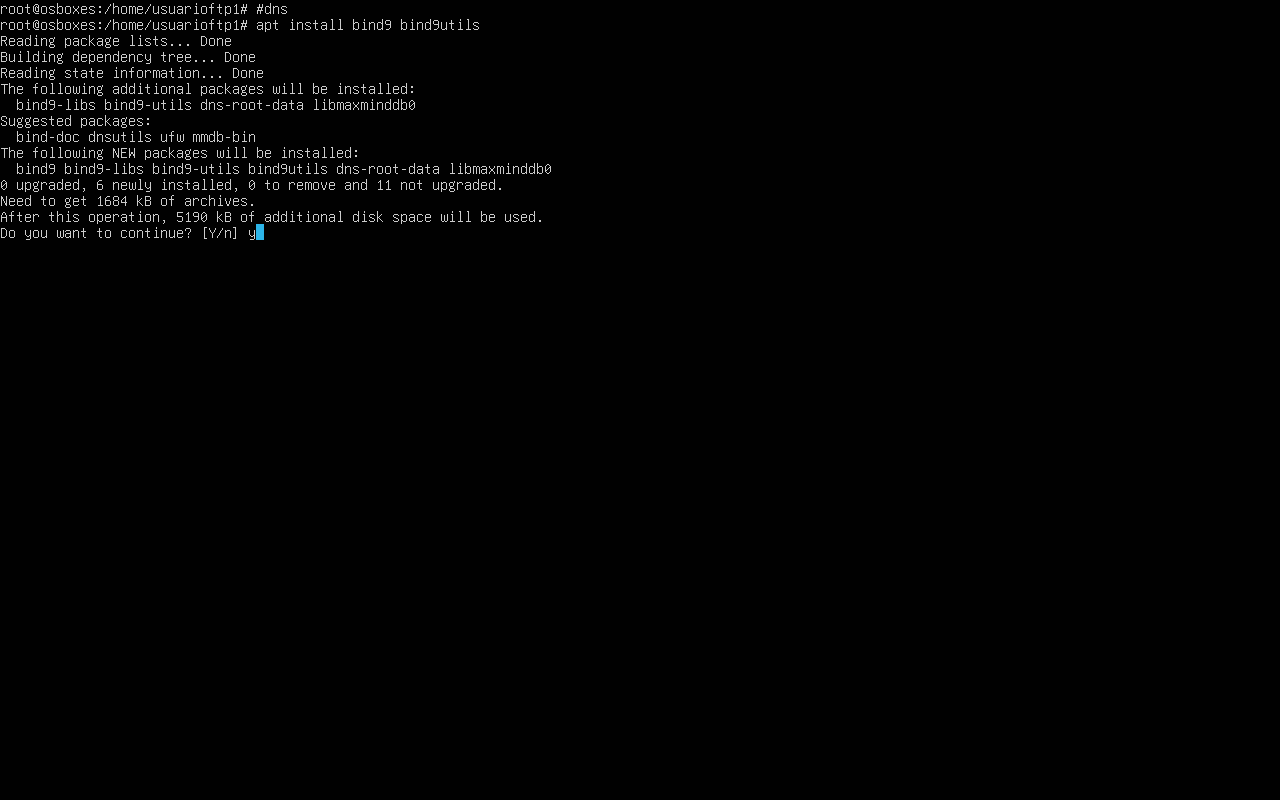 root@osboxes:/home/usuarioftp1# #dns
root@osboxes:/home/usuarioftp1# apt install bind9 bind9utils
Reading package lists... Done
Building dependency tree... Done
Reading state information... Done
The following additional packages will be installed:
  bind9-libs bind9-utils dns-root-data libmaxminddb0
Suggested packages:
  bind-doc dnsutils ufw mmdb-bin
The following NEW packages will be installed:
  bind9 bind9-libs bind9-utils bind9utils dns-root-data libmaxminddb0
0 upgraded, 6 newly installed, 0 to remove and 11 not upgraded.
Need to get 1684 kB of archives.
After this operation, 5190 kB of additional disk space will be used.
Do you want to continue? [Y/n] y